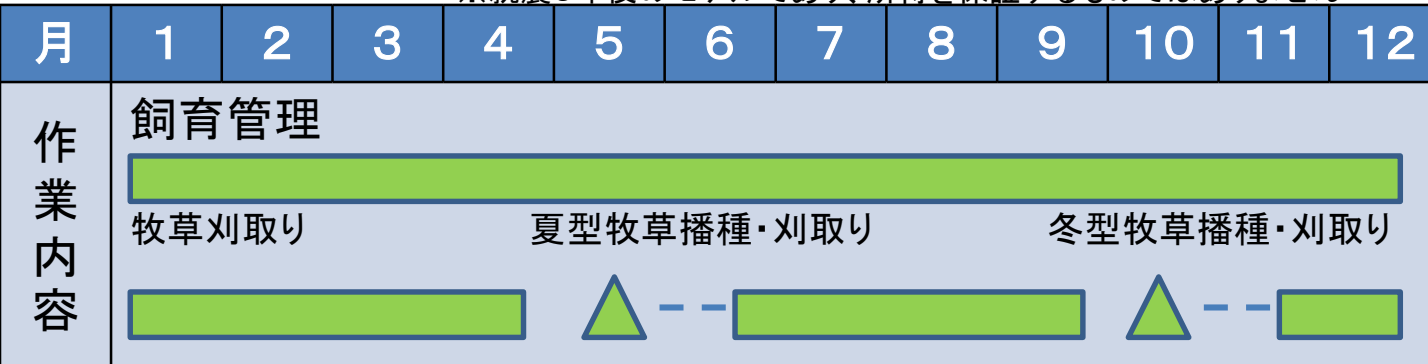 月 1 2 3 4 5 6 7 8 9 10 11 12
作業内容
飼育管理
牧草刈取り 夏型牧草播種・刈取り 冬型牧草播種・刈取り